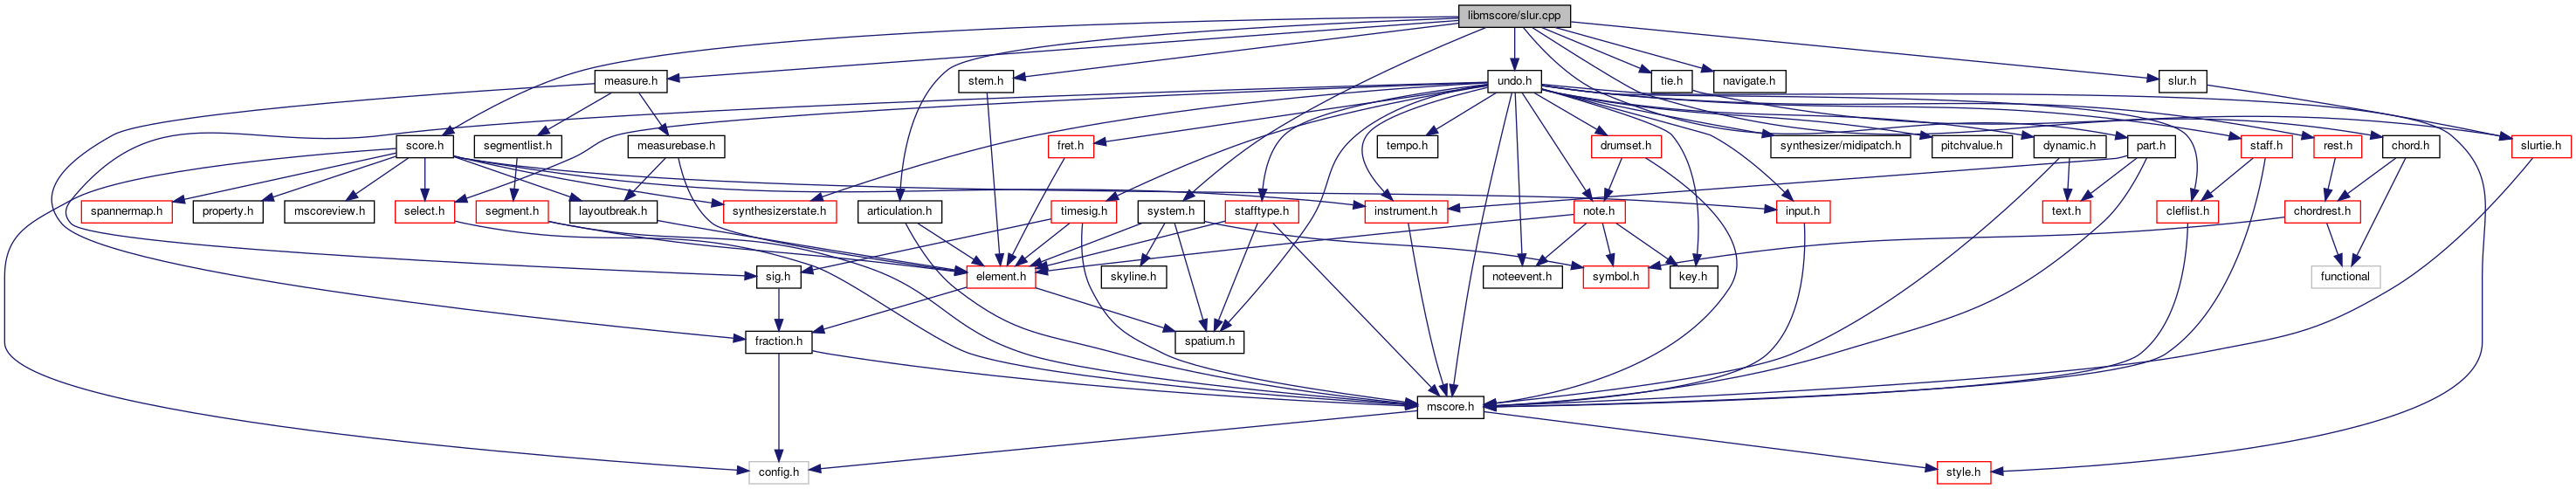 libmscore/slur.cpp
measure.h
stem.h
undo.h
tie.h
navigate.h
slur.h
score.h
segmentlist.h
measurebase.h
fret.h
tempo.h
drumset.h
synthesizer/midipatch.h
pitchvalue.h
dynamic.h
part.h
staff.h
rest.h
chord.h
slurtie.h
spannermap.h
property.h
mscoreview.h
select.h
segment.h
layoutbreak.h
synthesizerstate.h
articulation.h
timesig.h
system.h
stafftype.h
instrument.h
note.h
input.h
text.h
cleflist.h
chordrest.h
sig.h
element.h
skyline.h
noteevent.h
symbol.h
key.h
functional
fraction.h
spatium.h
mscore.h
config.h
style.h